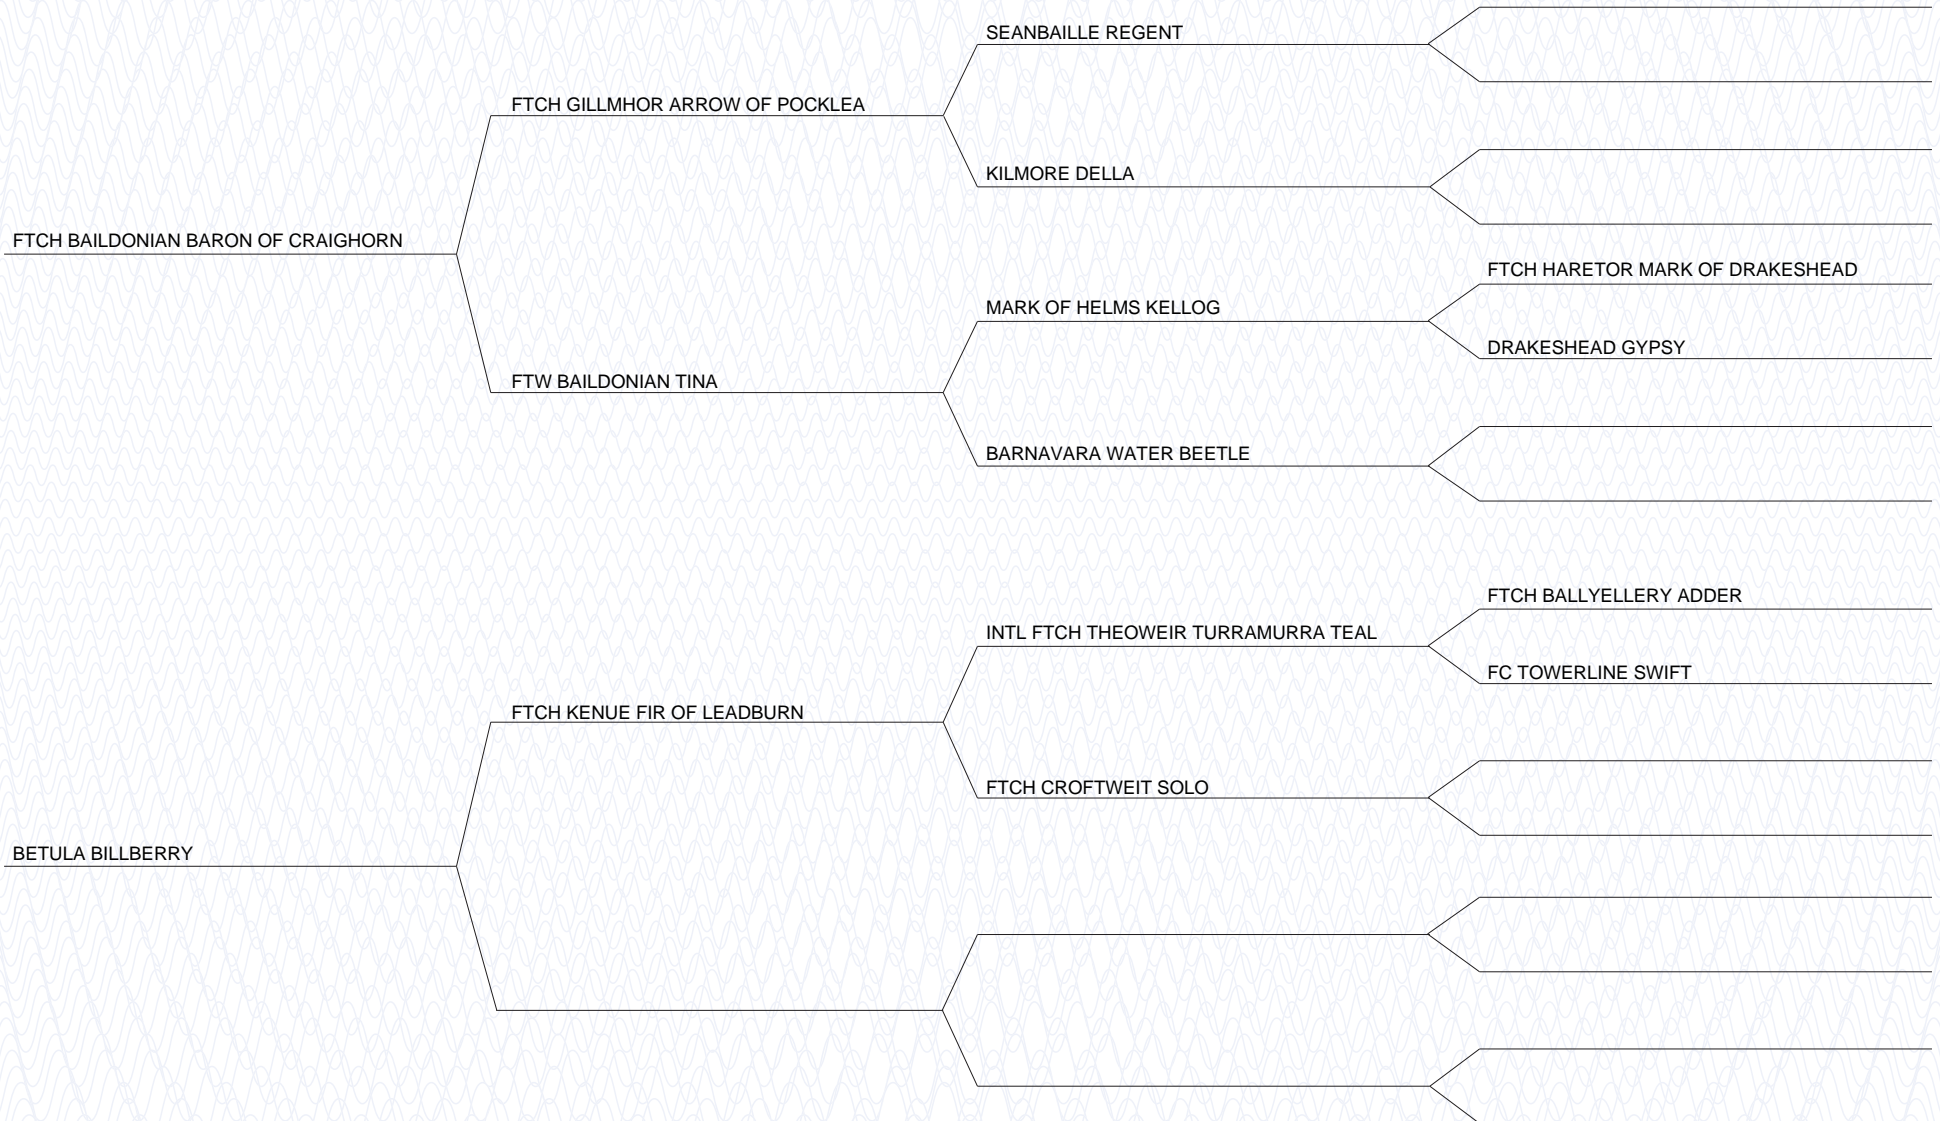 SEANBAILLE REGENT
FTCH GILLMHOR ARROW OF POCKLEA
KILMORE DELLA
FTCH BAILDONIAN BARON OF CRAIGHORN
FTCH HARETOR MARK OF DRAKESHEAD
MARK OF HELMS KELLOG
DRAKESHEAD GYPSY
FTW BAILDONIAN TINA
BARNAVARA WATER BEETLE
FTCH BALLYELLERY ADDER
INTL FTCH THEOWEIR TURRAMURRA TEAL
FC TOWERLINE SWIFT
FTCH KENUE FIR OF LEADBURN
FTCH CROFTWEIT SOLO
BETULA BILLBERRY